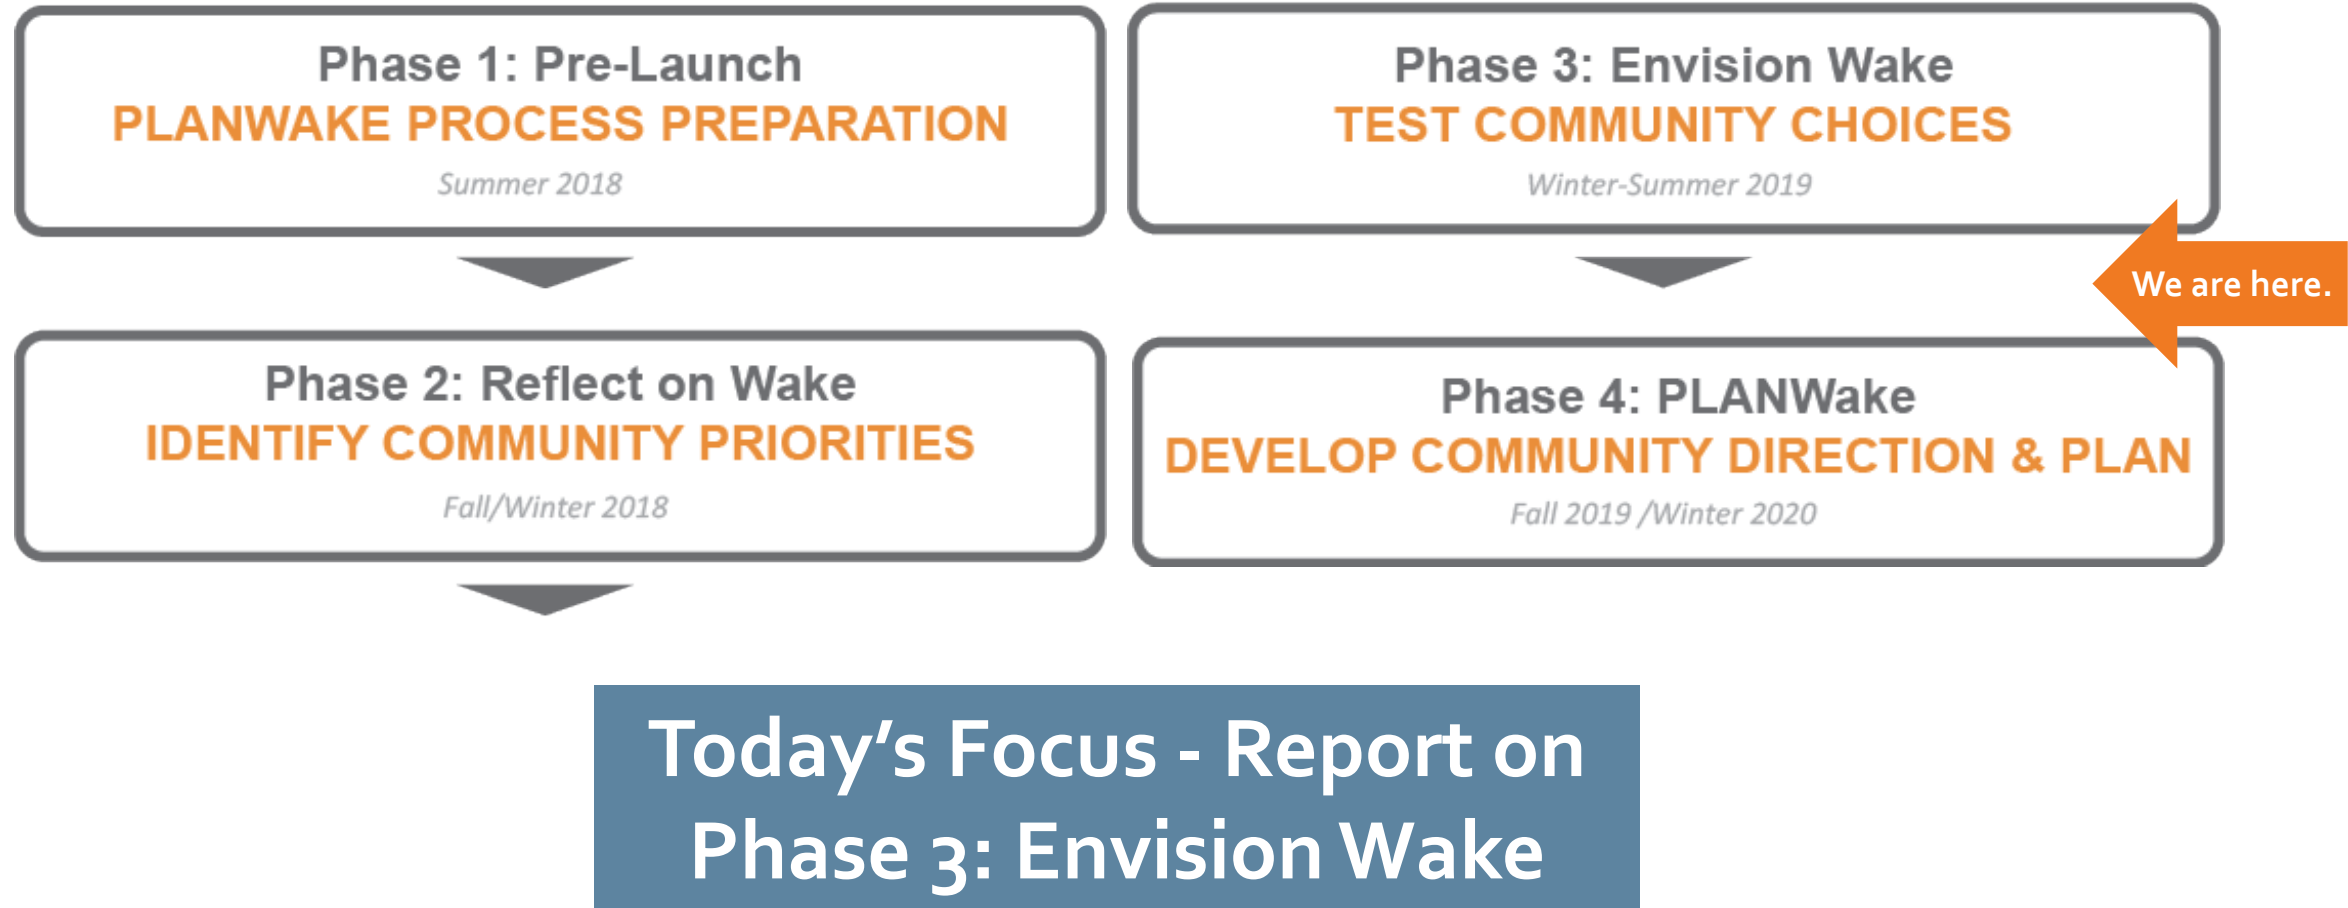 Phase 1: Pre-Launch
PLANWAKE PROCESS PREPARATION
Summer 2018
Phase 2: Reflect on Wake
IDENTIFY COMMUNITY PRIORITIES
Fall/Winter 2018
Phase 3: Envision Wake
TEST COMMUNITY CHOICES
Winter-Summer 2019
We are here.
Phase 4: PLANWake
DEVELOP COMMUNITY DIRECTION & PLAN
Fall 2019 /Winter 2020
Today’s Focus - Report on
Phase 3: Envision Wake